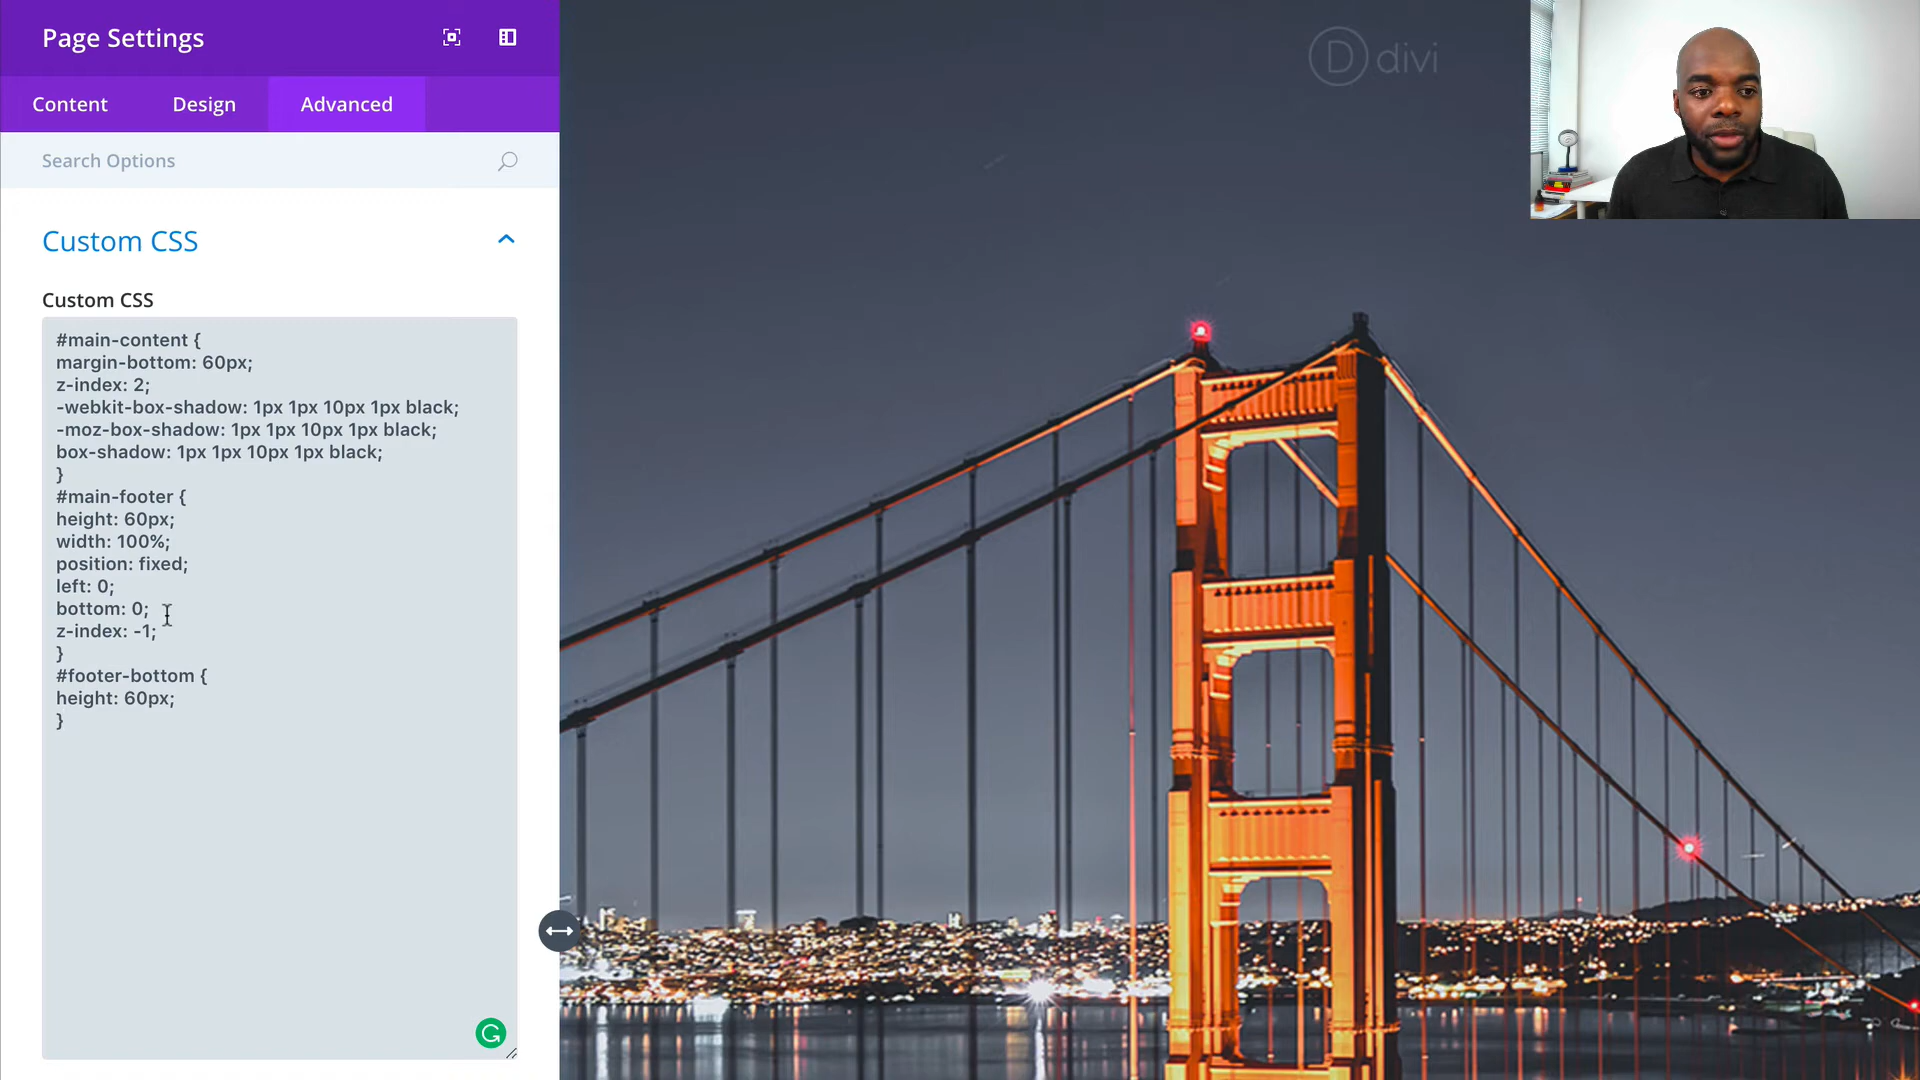 Page Settings
Content
Design
Advanced
Search Options
Custom CSS
Custom CSS
#main-content {
margin-bottom: 60px;
z-index: 2;
-webkit-box-shadow: 1px 1px 10px 1px black;
-moz-box-shadow: 1px 1px 10px 1px black;
box-shadow: 1px 1px 10px 1px black;
}
#main-footer {
height: 60px;
width: 100%;
position: fixed;
left: 0;
bottom: 0;
z-index: -1;
}
#footer-bottom {
height: 60px;
}
D divi